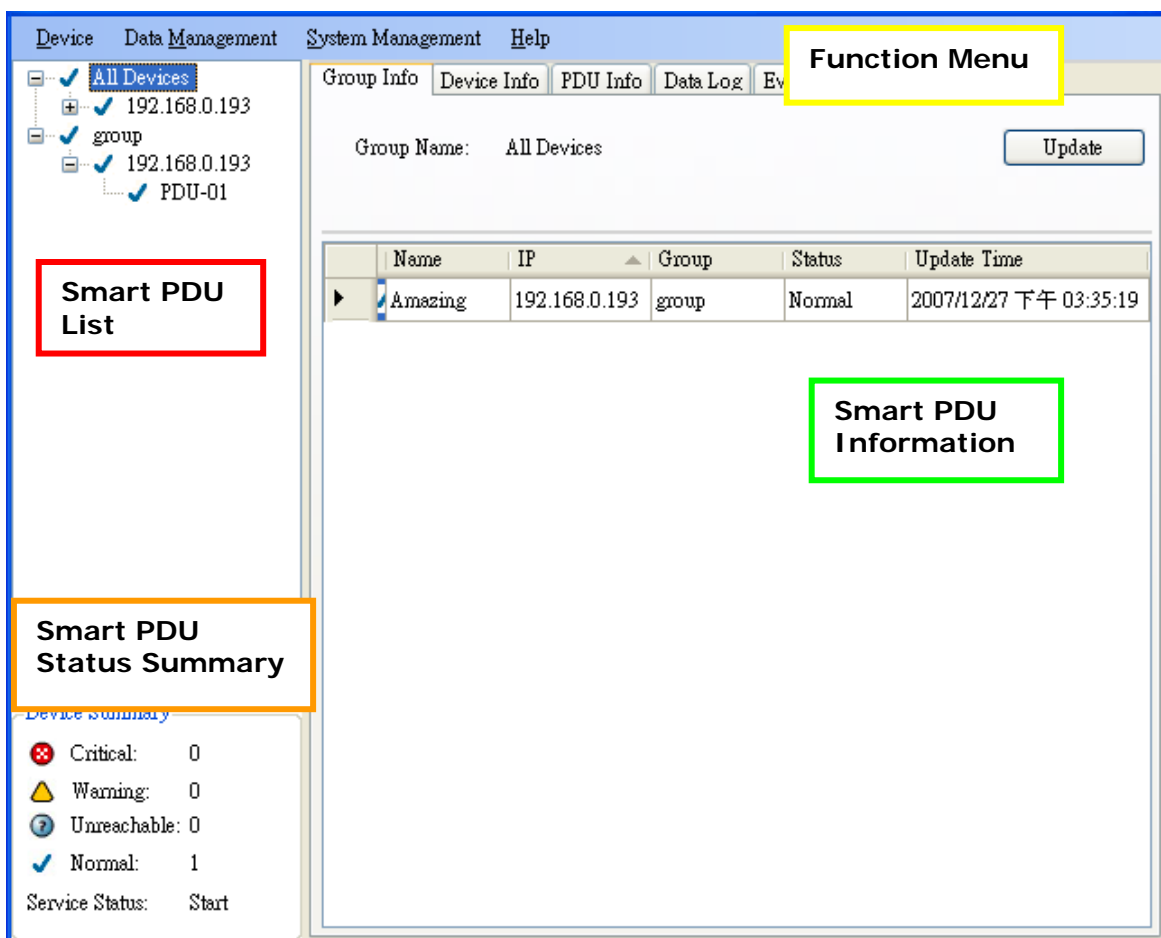 Device Data Management System Management Help
Function Menu
All Devices
192.168.0.193
group
192.168.0.193
PDU-01
Group Info Device Info PDU Info Data Log
Group Name: All Devices Update
Smart PDU
List
Name IP Group Status Update Time
Amazing 192.168.0.193 group Normal 2007/12/27 下午 03:35:19
Smart PDU
Information
Smart PDU
Status Summary
Device Summary
Critical: 0
Warning: 0
Unreachable: 0
Normal: 1
Service Status: Start